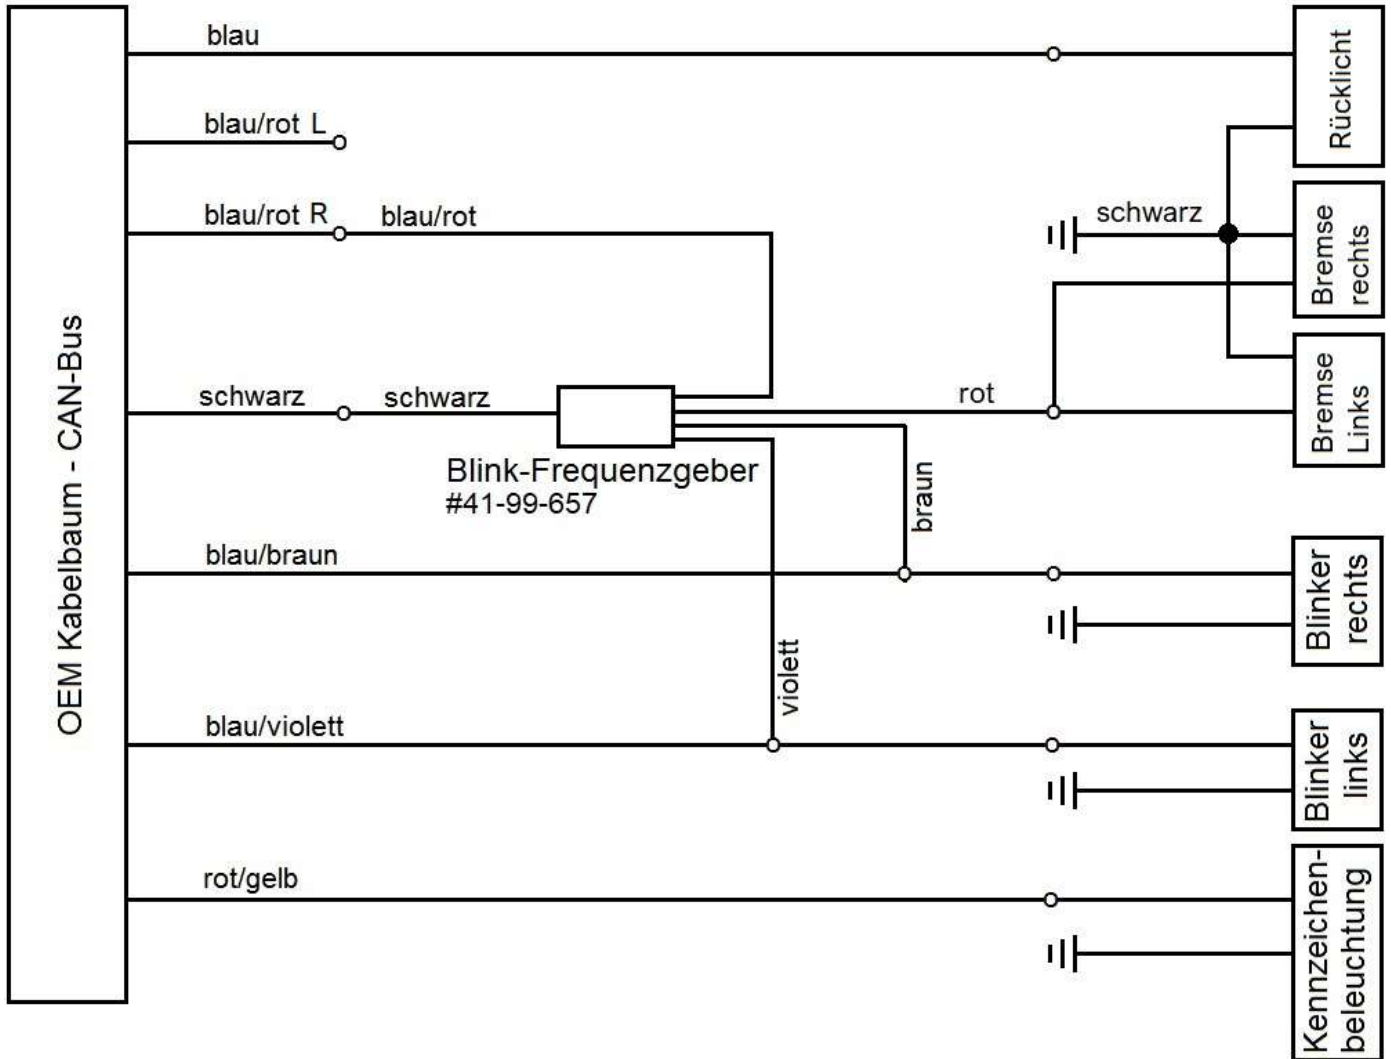 OEM Kabelbaum - CAN-Bus
blau
blau/rot L
blau/rot R
blau/rot
schwarz
schwarz
Blink-Frequenzgeber
#41-99-657
blau/braun
blau/violett
rot/gelb
violett
braun
rot
schwarz
Rücklicht
Bremse
rechts
Bremse
Links
Blinker
rechts
Blinker
links
Kennzeichen-
beleuchtung